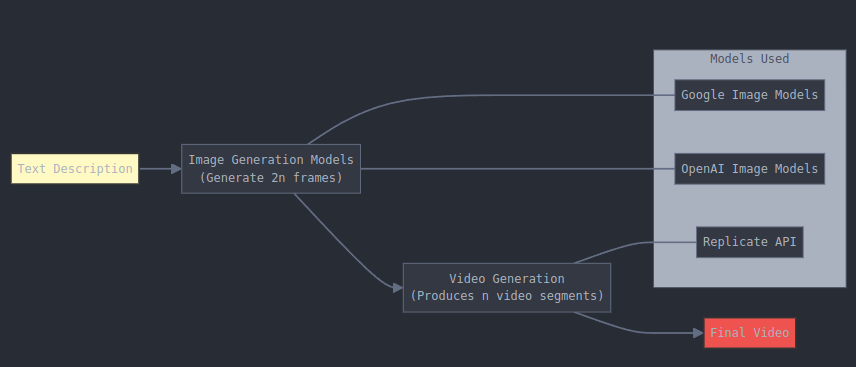 Models Used
Google Image Models
Text Description
Image Generation Models
(Generate 2n frames)
OpenAI Image Models
Replicate API
Video Generation
(Produces n video segments)
Final Video